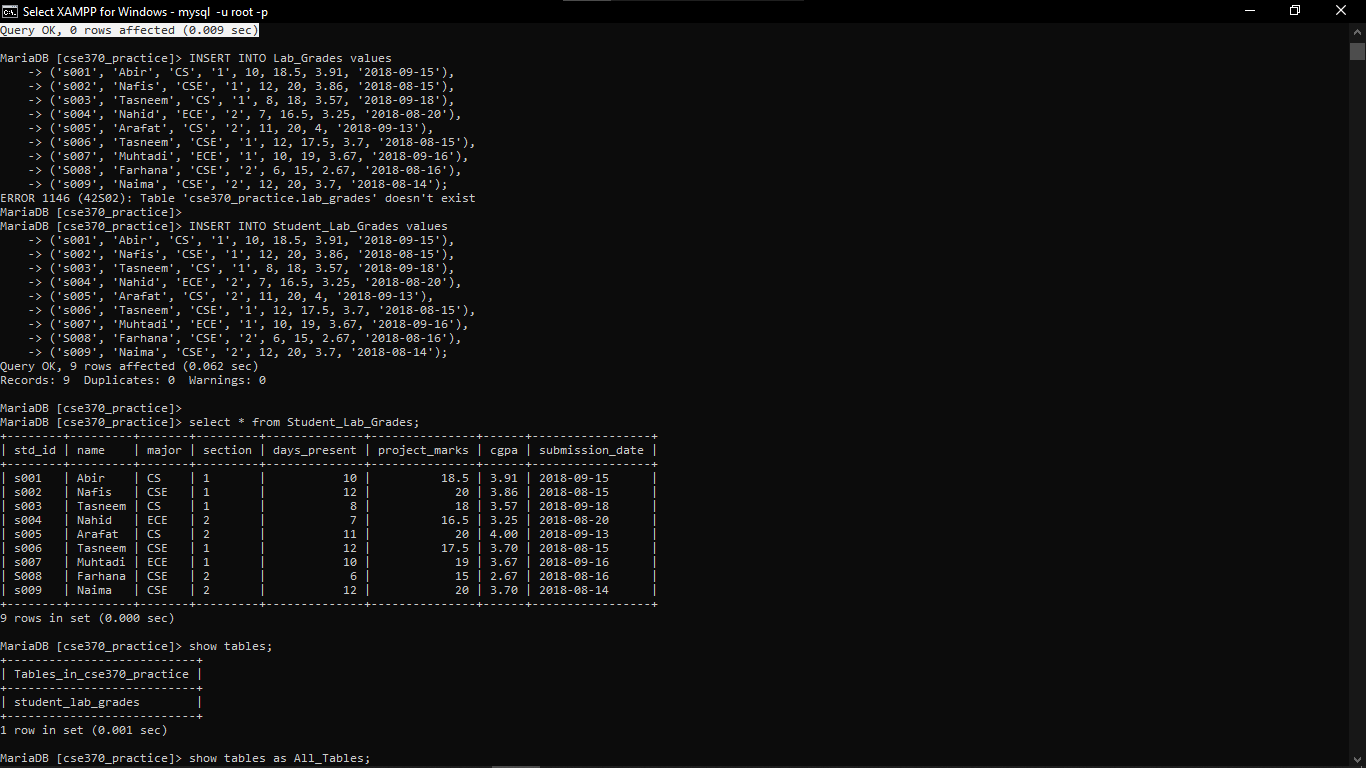 Select XAMPP for Windows - mysql -u root -p
Query OK, 0 rows affected (0.009 sec)
MariaDB [cse370_practice]> INSERT INTO Lab_Grades values
    -> ('s001', 'Abir', 'CS', '1', 10, 18.5, 3.91, '2018-09-15'),
    -> ('s002', 'Nafis', 'CSE', '1', 12, 20, 3.86, '2018-08-15'),
    -> ('s003', 'Tasneem', 'CS', '1', 8, 18, 3.57, '2018-09-18'),
    -> ('s004', 'Nahid', 'ECE', '2', 7, 16.5, 3.25, '2018-08-20'),
    -> ('s005', 'Arafat', 'CS', '2', 11, 20, 4, '2018-09-13'),
    -> ('s006', 'Tasneem', 'CSE', '1', 12, 17.5, 3.7, '2018-08-15'),
    -> ('s007', 'Muhtadi', 'ECE', '1', 10, 19, 3.67, '2018-09-16'),
    -> ('S008', 'Farhana', 'CSE', '2', 6, 15, 2.67, '2018-08-16'),
    -> ('s009', 'Naima', 'CSE', '2', 12, 20, 3.7, '2018-08-14');
ERROR 1146 (42S02): Table 'cse370_practice.lab_grades' doesn't exist
MariaDB [cse370_practice]>
MariaDB [cse370_practice]> INSERT INTO Student_Lab_Grades values
    -> ('s001', 'Abir', 'CS', '1', 10, 18.5, 3.91, '2018-09-15'),
    -> ('s002', 'Nafis', 'CSE', '1', 12, 20, 3.86, '2018-08-15'),
    -> ('s003', 'Tasneem', 'CS', '1', 8, 18, 3.57, '2018-09-18'),
    -> ('s004', 'Nahid', 'ECE', '2', 7, 16.5, 3.25, '2018-08-20'),
    -> ('s005', 'Arafat', 'CS', '2', 11, 20, 4, '2018-09-13'),
    -> ('s006', 'Tasneem', 'CSE', '1', 12, 17.5, 3.7, '2018-08-15'),
    -> ('s007', 'Muhtadi', 'ECE', '1', 10, 19, 3.67, '2018-09-16'),
    -> ('S008', 'Farhana', 'CSE', '2', 6, 15, 2.67, '2018-08-16'),
    -> ('s009', 'Naima', 'CSE', '2', 12, 20, 3.7, '2018-08-14');
Query OK, 9 rows affected (0.062 sec)
Records: 9  Duplicates: 0  Warnings: 0
MariaDB [cse370_practice]>
MariaDB [cse370_practice]> select * from Student_Lab_Grades;
+--------+---------+-------+---------+--------------+---------------+------+-----------------+
| std_id | name    | major | section | days_present | project_marks | cgpa | submission_date |
+--------+---------+-------+---------+--------------+---------------+------+-----------------+
| s001   | Abir    | CS    | 1       |           10 |          18.5 | 3.91 | 2018-09-15      |
| s002   | Nafis   | CSE   | 1       |           12 |            20 | 3.86 | 2018-08-15      |
| s003   | Tasneem | CS    | 1       |            8 |            18 | 3.57 | 2018-09-18      |
| s004   | Nahid   | ECE   | 2       |            7 |          16.5 | 3.25 | 2018-08-20      |
| s005   | Arafat  | CS    | 2       |           11 |            20 | 4.00 | 2018-09-13      |
| s006   | Tasneem | CSE   | 1       |           12 |          17.5 | 3.70 | 2018-08-15      |
| s007   | Muhtadi | ECE   | 1       |           10 |            19 | 3.67 | 2018-09-16      |
| S008   | Farhana | CSE   | 2       |            6 |            15 | 2.67 | 2018-08-16      |
| s009   | Naima   | CSE   | 2       |           12 |            20 | 3.70 | 2018-08-14      |
+--------+---------+-------+---------+--------------+---------------+------+-----------------+
9 rows in set (0.000 sec)
MariaDB [cse370_practice]> show tables;
+---------------------------+
| Tables_in_cse370_practice |
+---------------------------+
| student_lab_grades        |
+---------------------------+
1 row in set (0.001 sec)
MariaDB [cse370_practice]> show tables as All_Tables;